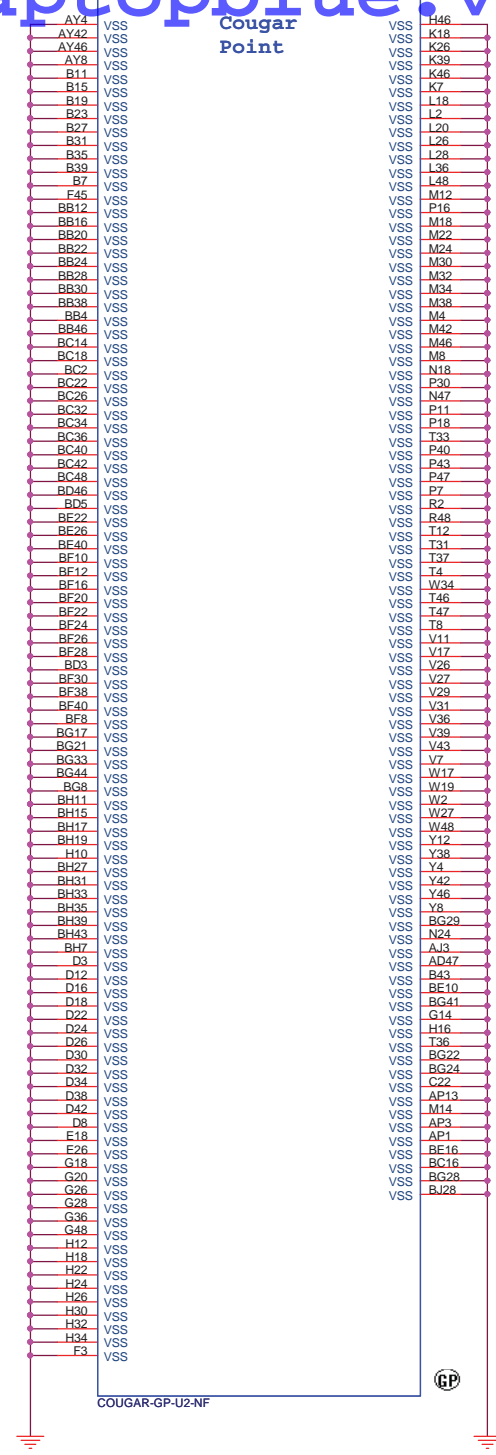 Cougar
Point
AY4 VSS
AY42 VSS
AY46 VSS
AY8 VSS
B11 VSS
B15 VSS
B19 VSS
B23 VSS
B27 VSS
B31 VSS
B35 VSS
B39 VSS
B7 VSS
F45 VSS
BB12 VSS
BB16 VSS
BB20 VSS
BB22 VSS
BB24 VSS
BB28 VSS
BB30 VSS
BB38 VSS
BB4 VSS
BB46 VSS
BC14 VSS
BC18 VSS
BC2 VSS
BC22 VSS
BC26 VSS
BC32 VSS
BC34 VSS
BC36 VSS
BC40 VSS
BC42 VSS
BC48 VSS
BD46 VSS
BD5 VSS
BE22 VSS
BE26 VSS
BE40 VSS
BF10 VSS
BF12 VSS
BF16 VSS
BF20 VSS
BF22 VSS
BF24 VSS
BF26 VSS
BF28 VSS
BD3 VSS
BF30 VSS
BF38 VSS
BF40 VSS
BF8 VSS
BG17 VSS
BG21 VSS
BG33 VSS
BG44 VSS
BG8 VSS
BH11 VSS
BH15 VSS
BH17 VSS
BH19 VSS
H10 VSS
BH27 VSS
BH31 VSS
BH33 VSS
BH35 VSS
BH39 VSS
BH43 VSS
BH7 VSS
D3 VSS
D12 VSS
D16 VSS
D18 VSS
D22 VSS
D24 VSS
D26 VSS
D30 VSS
D32 VSS
D34 VSS
D38 VSS
D42 VSS
D8 VSS
E18 VSS
E26 VSS
G18 VSS
G20 VSS
G26 VSS
G28 VSS
G36 VSS
G48 VSS
H12 VSS
H18 VSS
H22 VSS
H24 VSS
H26 VSS
H30 VSS
H32 VSS
H34 VSS
F3 VSS
VSS H46
VSS K18
VSS K26
VSS K39
VSS K46
VSS K7
VSS L18
VSS L2
VSS L20
VSS L26
VSS L28
VSS L36
VSS L48
VSS M12
VSS P16
VSS M18
VSS M22
VSS M24
VSS M30
VSS M32
VSS M34
VSS M38
VSS M4
VSS M42
VSS M46
VSS M8
VSS N18
VSS P30
VSS N47
VSS P11
VSS P18
VSS T33
VSS P40
VSS P43
VSS P47
VSS P7
VSS R2
VSS R48
VSS T12
VSS T31
VSS T37
VSS T4
VSS W34
VSS T46
VSS T47
VSS T8
VSS V11
VSS V17
VSS V26
VSS V27
VSS V29
VSS V31
VSS V36
VSS V39
VSS V43
VSS V7
VSS W17
VSS W19
VSS W2
VSS W27
VSS W48
VSS Y12
VSS Y38
VSS Y4
VSS Y42
VSS Y46
VSS Y8
VSS BG29
VSS N24
VSS AJ3
VSS AD47
VSS B43
VSS BE10
VSS BG41
VSS G14
VSS H16
VSS T36
VSS BG22
VSS BG24
VSS C22
VSS AP13
VSS M14
VSS AP3
VSS AP1
VSS BE16
VSS BC16
VSS BG28
VSS BJ28
GP
COUGAR-GP-U2-NF